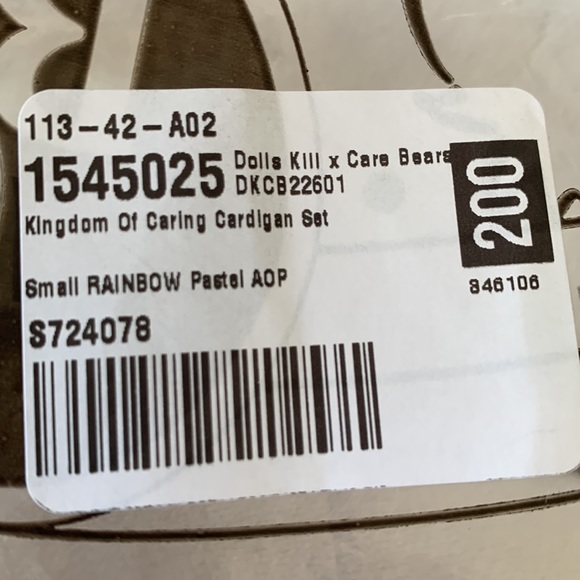 113-42-A02
1545025 Dolls Kill x Care Bears
DKCB22601
200
Kingdom Of Caring Cardigan Set
Small RAINBOW Pastel AOP
346106
S724078